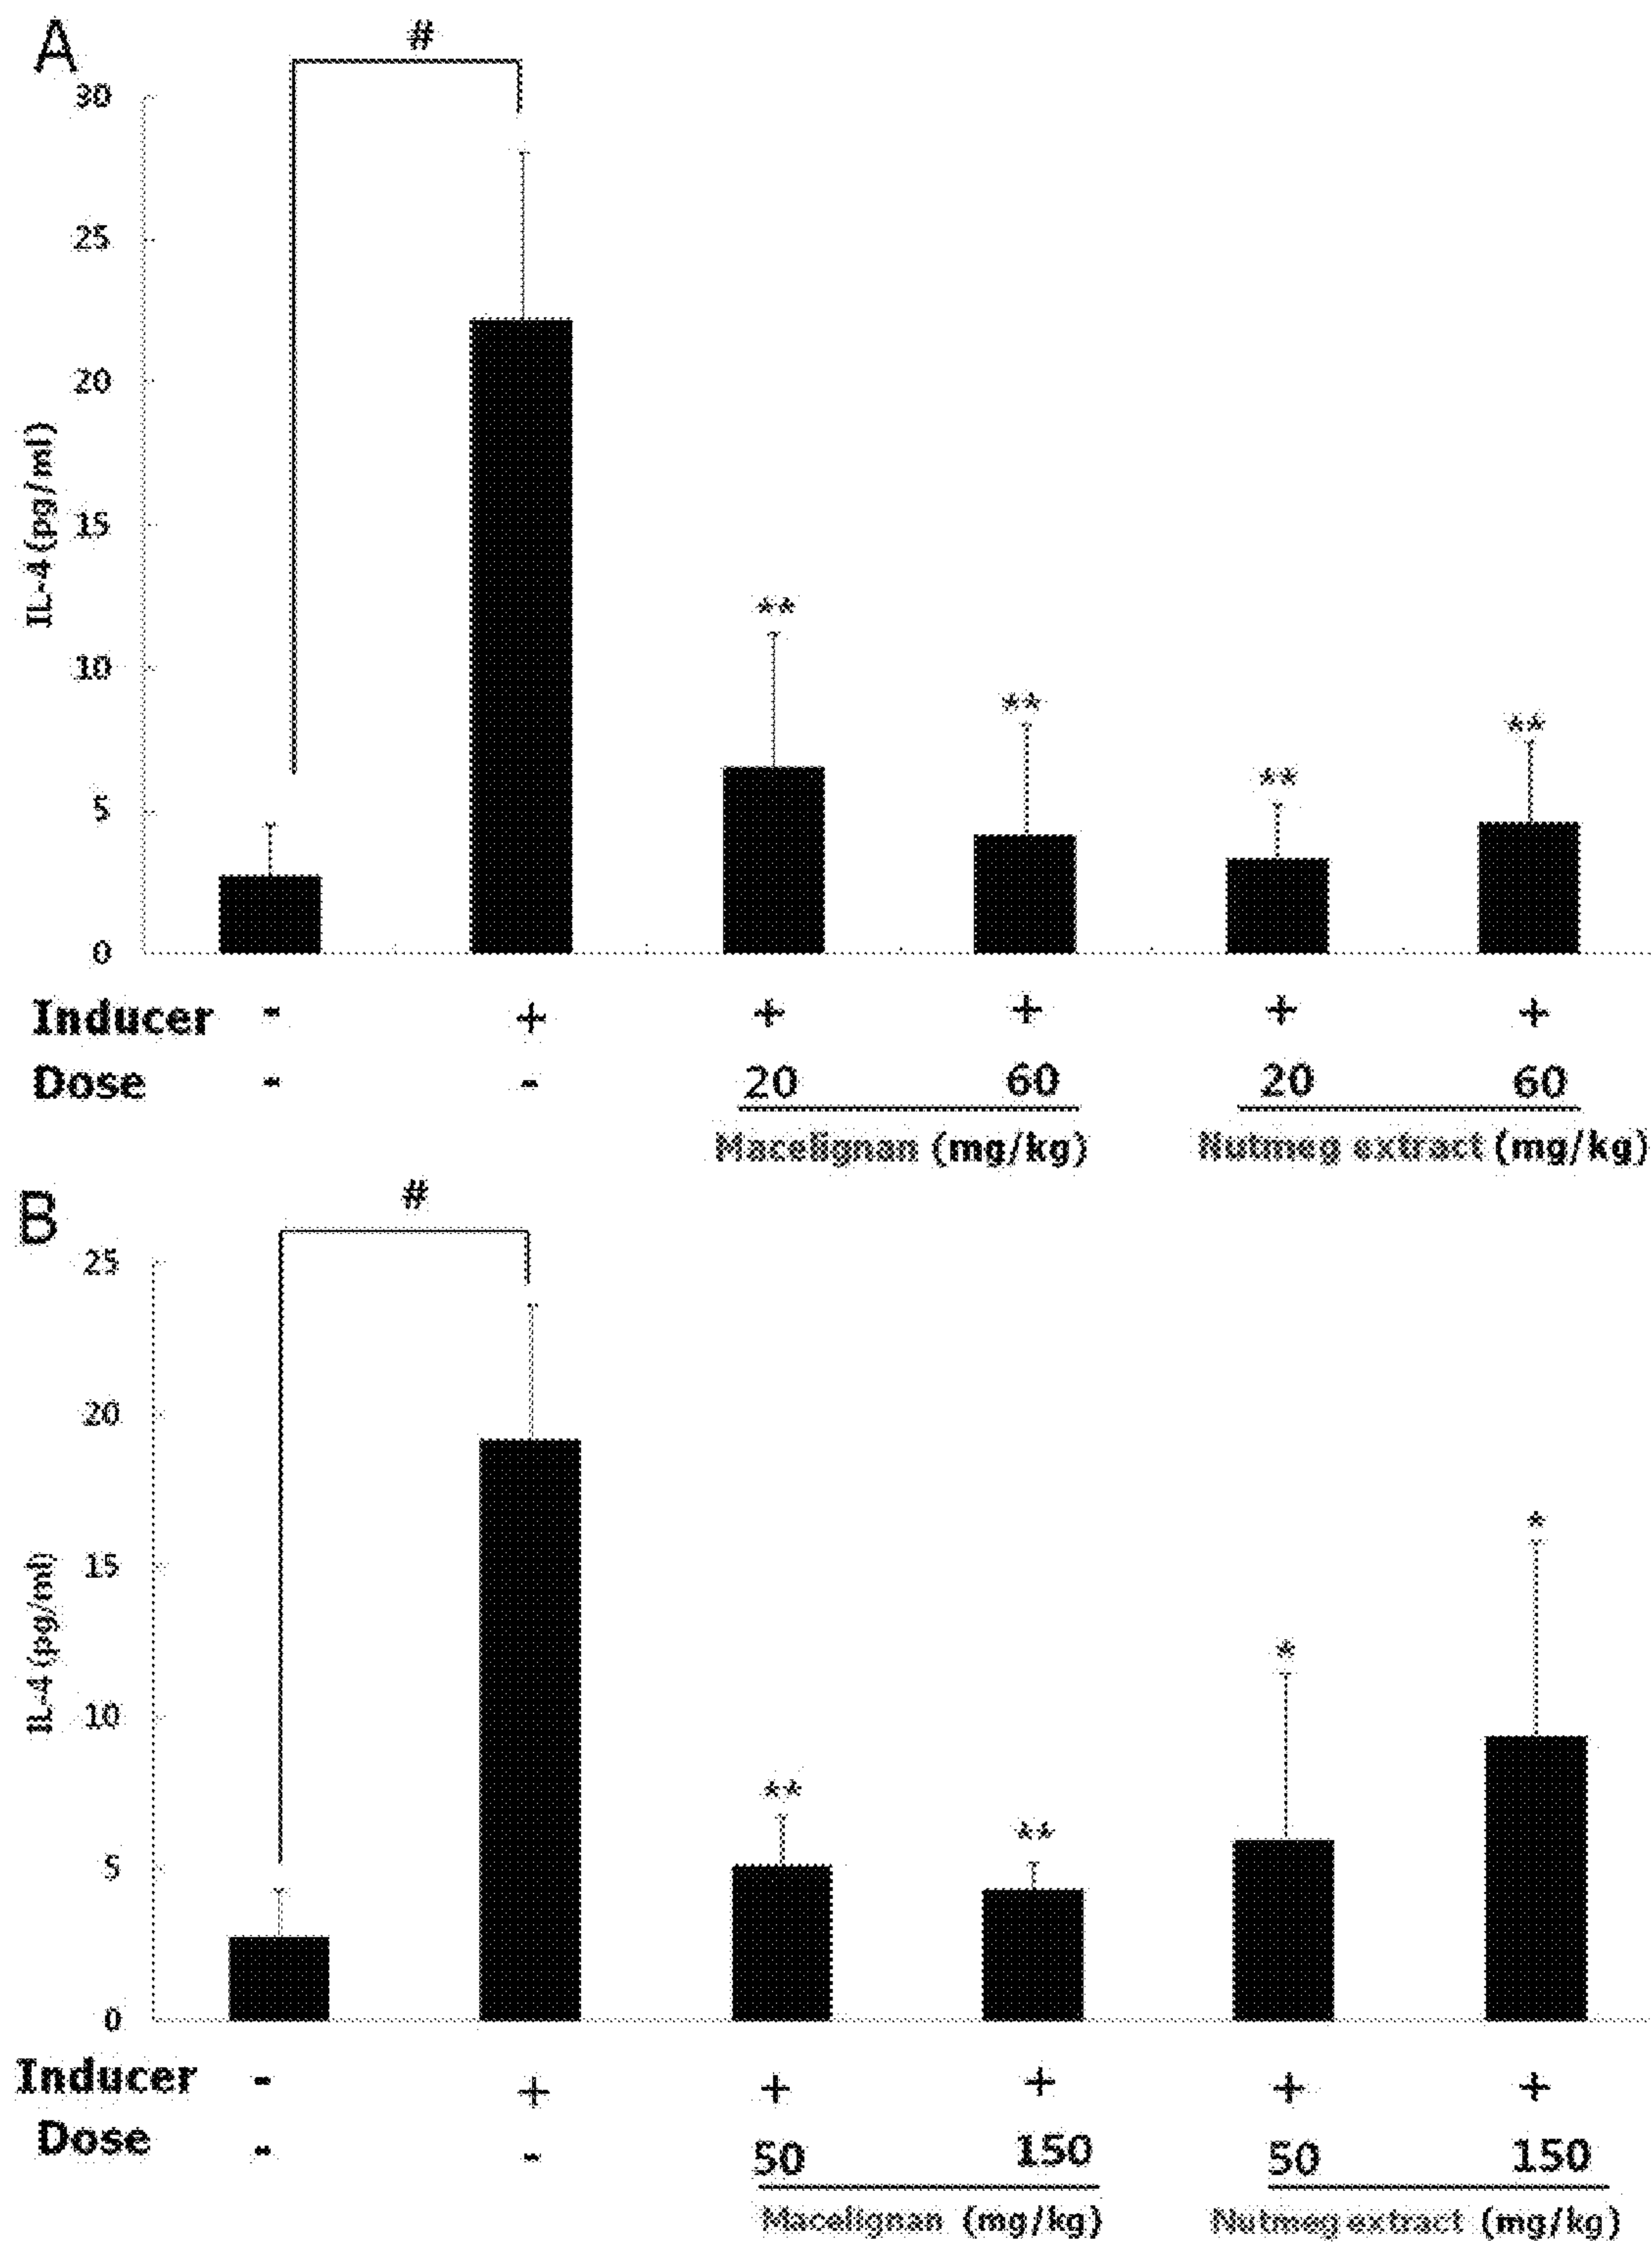 A
#
30
25
20
15
10
5
0
IL-4 (pg/ml)
**
**
**
**
Inducer - + + + + +
Dose - - 20 60 20 60
Macelignan (mg/kg) Nutmeg extract (mg/kg)
B
#
25
20
15
10
5
0
IL-4 (pg/ml)
**
**
*
*
Inducer - + + + + +
Dose - - 50 150 50 150
Macelignan (mg/kg) Nutmeg extract (mg/kg)